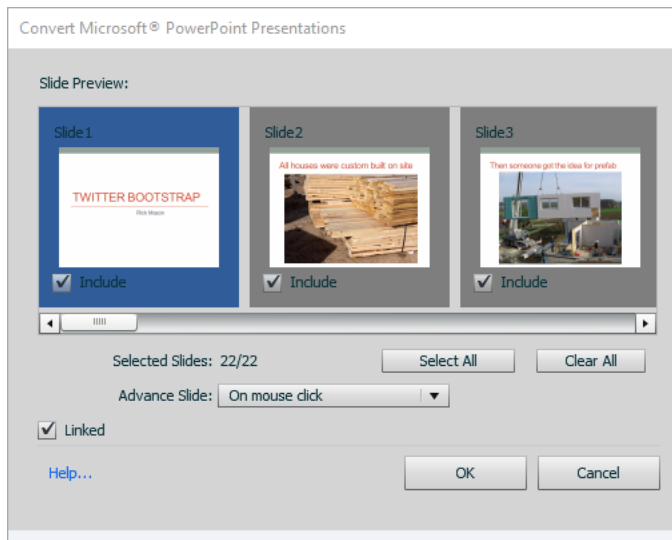 Convert Microsoft® PowerPoint Presentations
Slide Preview:
Slide1
Slide2
Slide3
TWITTER BOOTSTRAP
Rick Mason
All houses were custom built on site
Then someone got the idea for prefab
Include
Include
Include
Selected Slides: 22/22
Select All
Clear All
Advance Slide: On mouse click
Linked
Help...
OK
Cancel